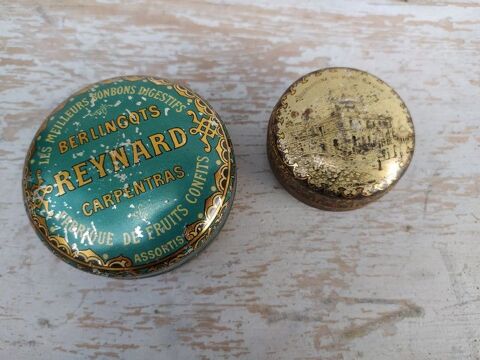 LES MEILLEURS BONBONS DIGESTIFS
BERLINGOTS
REYNARD
CARPENTRAS
FABRIQUE DE FRUITS CONFITS
ASSORTIS